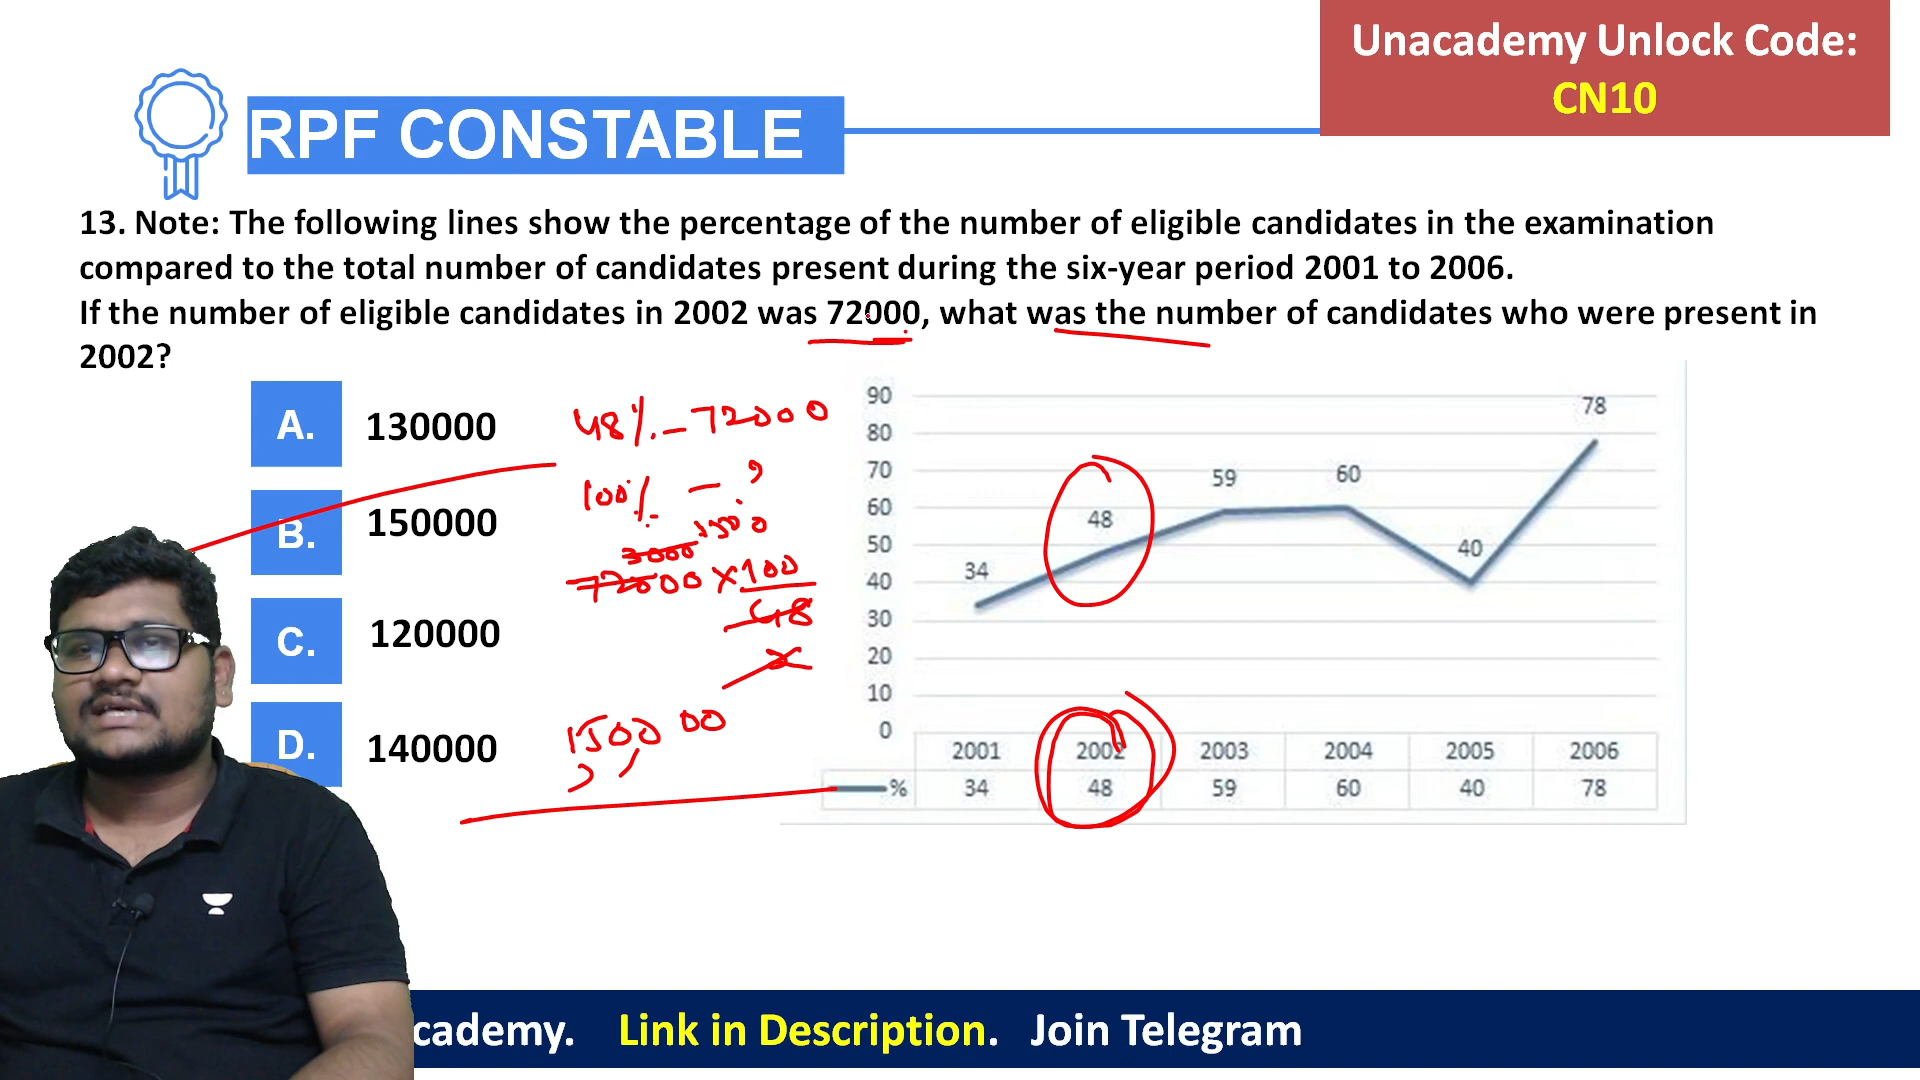 Unacademy Unlock Code:
CN10
RPF CONSTABLE
13. Note: The following lines show the percentage of the number of eligible candidates in the examination
compared to the total number of candidates present during the six-year period 2001 to 2006.
If the number of eligible candidates in 2002 was 72000, what was the number of candidates who were present in
2002?
A. 130000
B. 150000
C. 120000
D. 140000
48% - 72000
100% - ?
3000 1500
72000 × 100
48
2
1500 00
90
80
70
60
50
40
30
20
10
0
34
48
59
60
40
78
2001 2002 2003 2004 2005 2006
% 34 48 59 60 40 78
cademy. Link in Description. Join Telegram